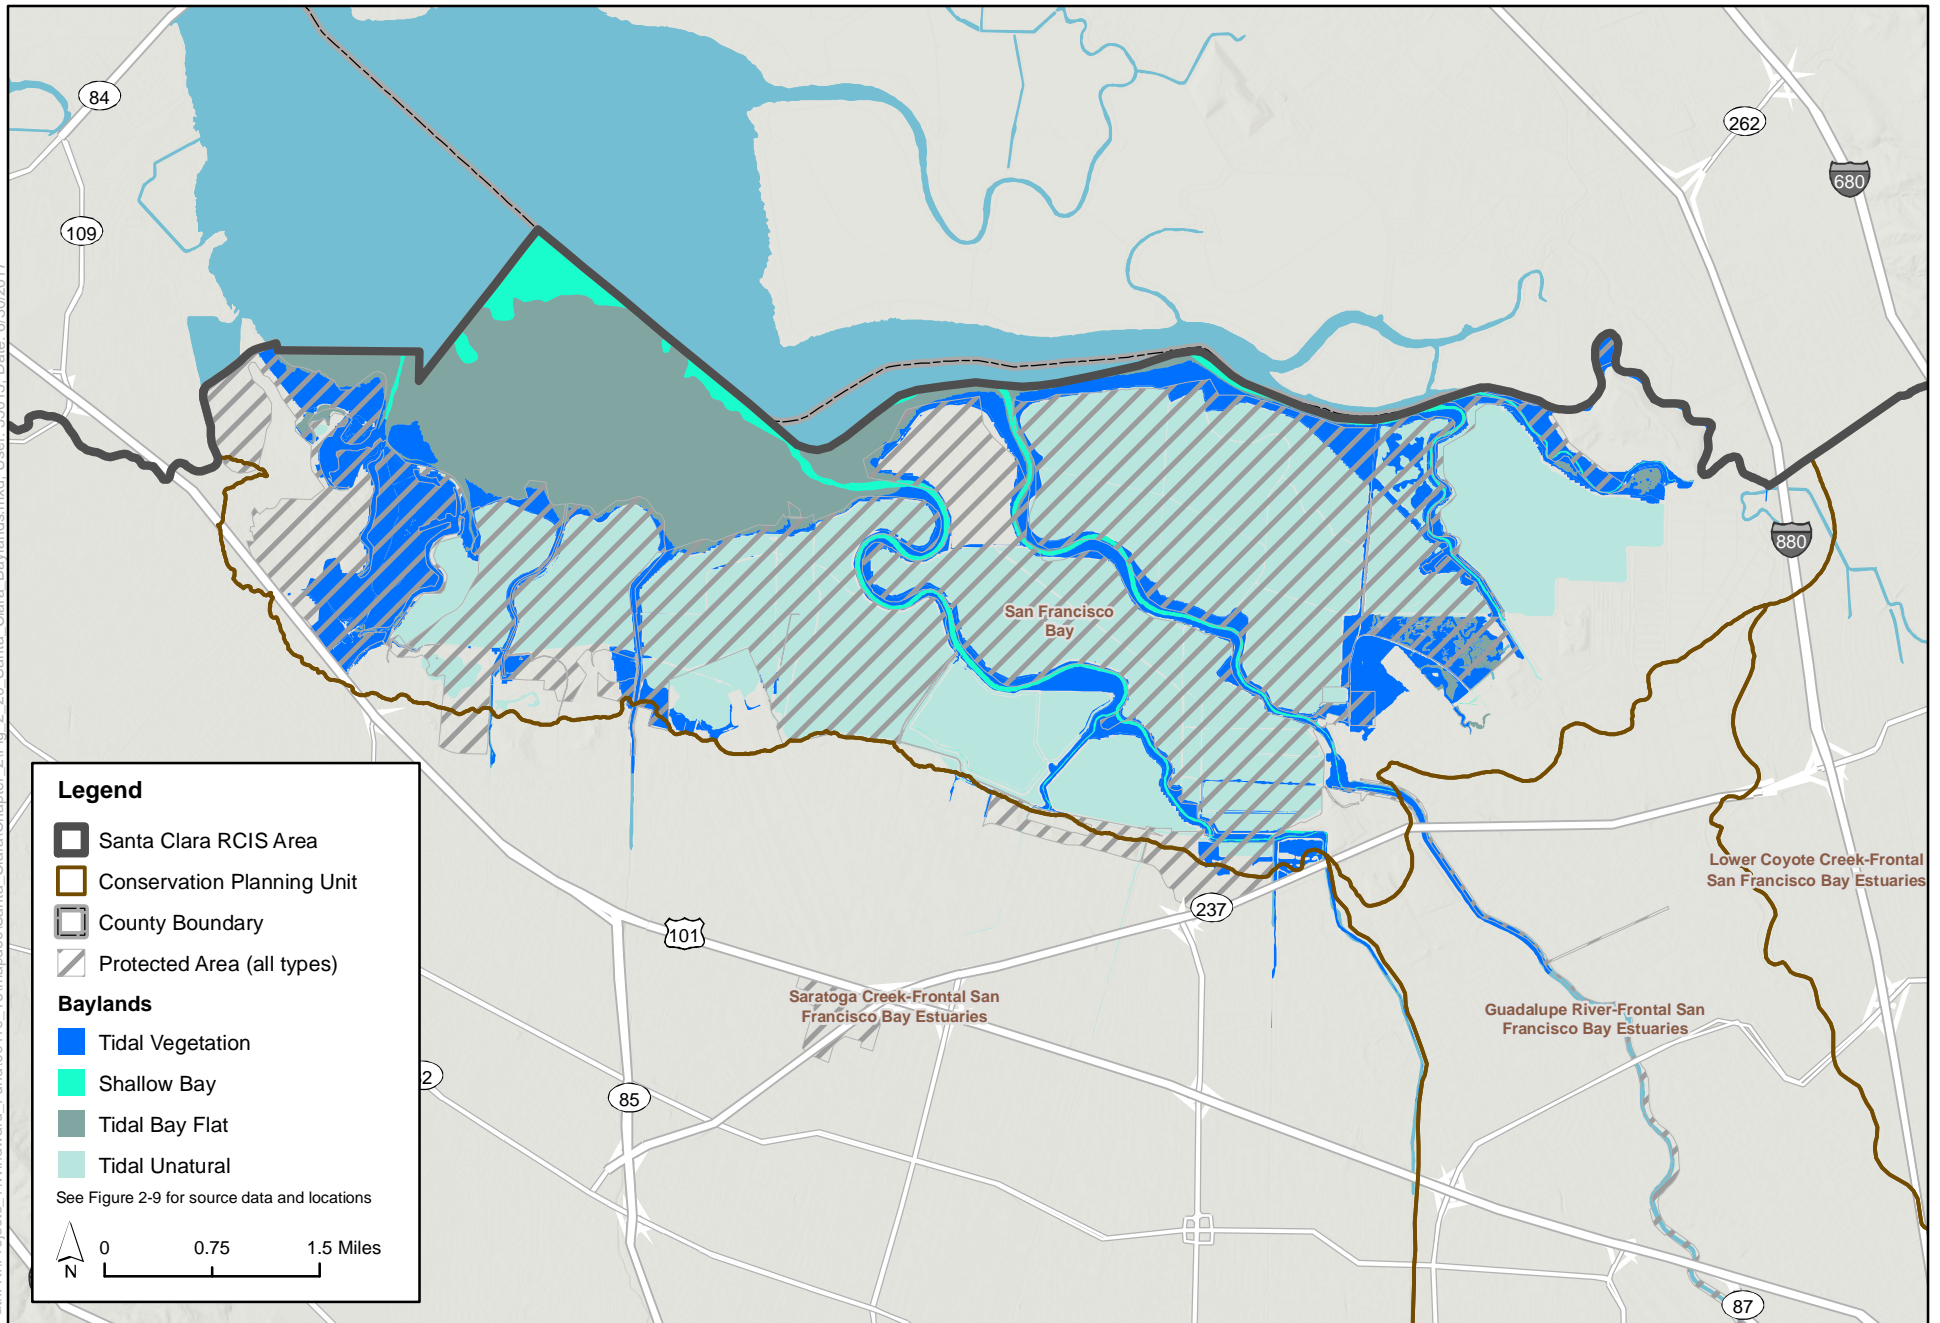 84
109
262
680
880
San Francisco
Bay
Lower Coyote Creek-Frontal
San Francisco Bay Estuaries
237
101
Saratoga Creek-Frontal San
Francisco Bay Estuaries
Guadalupe River-Frontal San
Francisco Bay Estuaries
85
87
Legend
Santa Clara RCIS Area
Conservation Planning Unit
County Boundary
Protected Area (all types)
Baylands
Tidal Vegetation
Shallow Bay
Tidal Bay Flat
Tidal Unatural
See Figure 2-9 for source data and locations
N
0 0.75 1.5 Miles